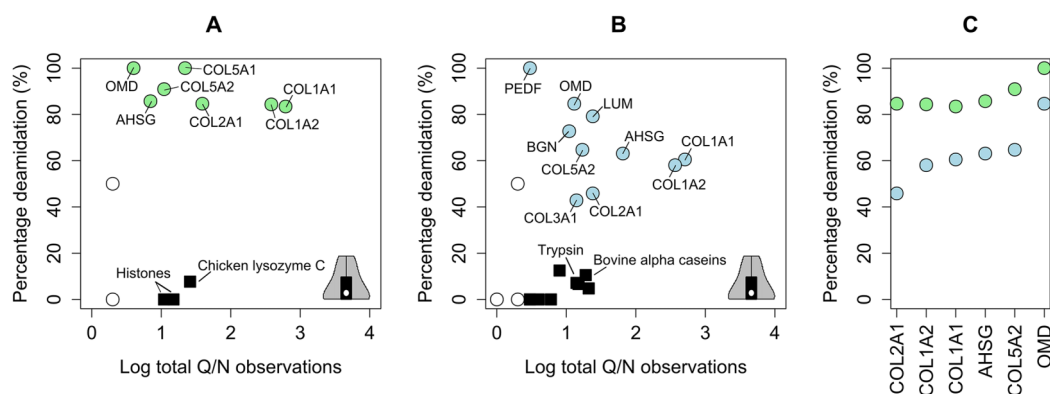 A
Percentage deamidation (%)
100
80
60
40
20
0
OMD
COL5A1
COL5A2
AHSG
COL2A1
COL1A1
COL1A2
Histones
Chicken lysozyme C
0 1 2 3 4
Log total Q/N observations
B
Percentage deamidation (%)
100
80
60
40
20
0
PEDF
OMD
LUM
BGN
AHSG
COL1A1
COL5A2
COL1A2
COL3A1
COL2A1
Trypsin
Bovine alpha caseins
0 1 2 3 4
Log total Q/N observations
C
Percentage deamidation (%)
100
80
60
40
20
0
COL2A1
COL1A2
COL1A1
AHSG
COL5A2
OMD